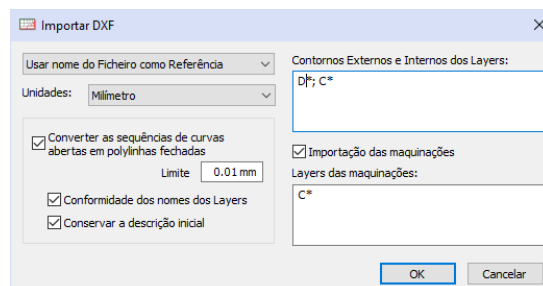 Importar DXF
Usar nome do Ficheiro como Referência
Unidades: Milímetro
Converter as sequências de curvas
abertas em polylinhas fechadas
Limite 0.01 mm
Conformidade dos nomes dos Layers
Conservar a descrição inicial
Contornos Externos e Internos dos Layers:
D*; C*
Importação das maquinações
Layers das maquinações:
C*
OK Cancelar